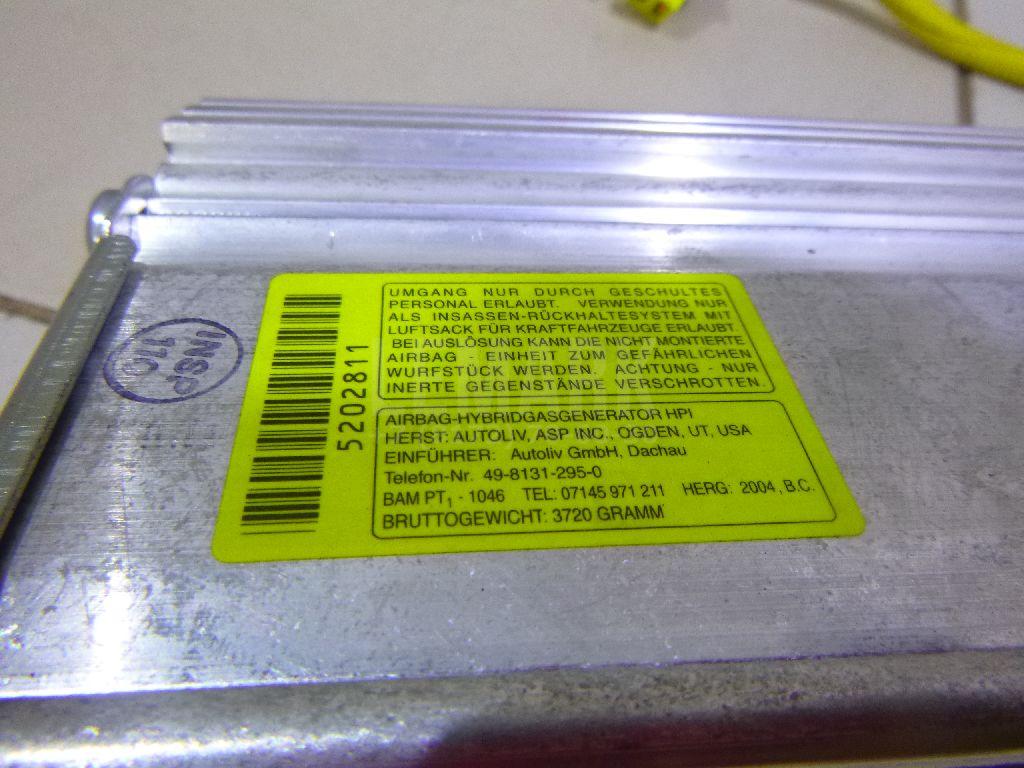 UMGANG NUR DURCH GESCHULTES
PERSONAL ERLAUBT. VERWENDUNG NUR
ALS INSASSEN-RÜCKHALTESYSTEM MIT
LUFTSACK FÜR KRAFTFAHRZEUGE ERLAUBT.
BEI AUSLÖSUNG KANN DIE NICHT MONTIERTE
AIRBAG - EINHEIT ZUM GEFÄHRLICHEN
WURFSTÜCK WERDEN. ACHTUNG - NUR
INERTE GEGENSTÄNDE VERSCHROTTEN.
5202811
AIRBAG-HYBRIDGASGENERATOR HPI
HERST: AUTOLIV, ASP INC., OGDEN, UT, USA
EINFÜHRER: Autoliv GmbH, Dachau
Telefon-Nr. 49-8131-295-0
BAM PT₁ - 1046 TEL: 07145 971 211 HERG: 2004, B.C.
BRUTTOGEWICHT: 3720 GRAMM
INSP